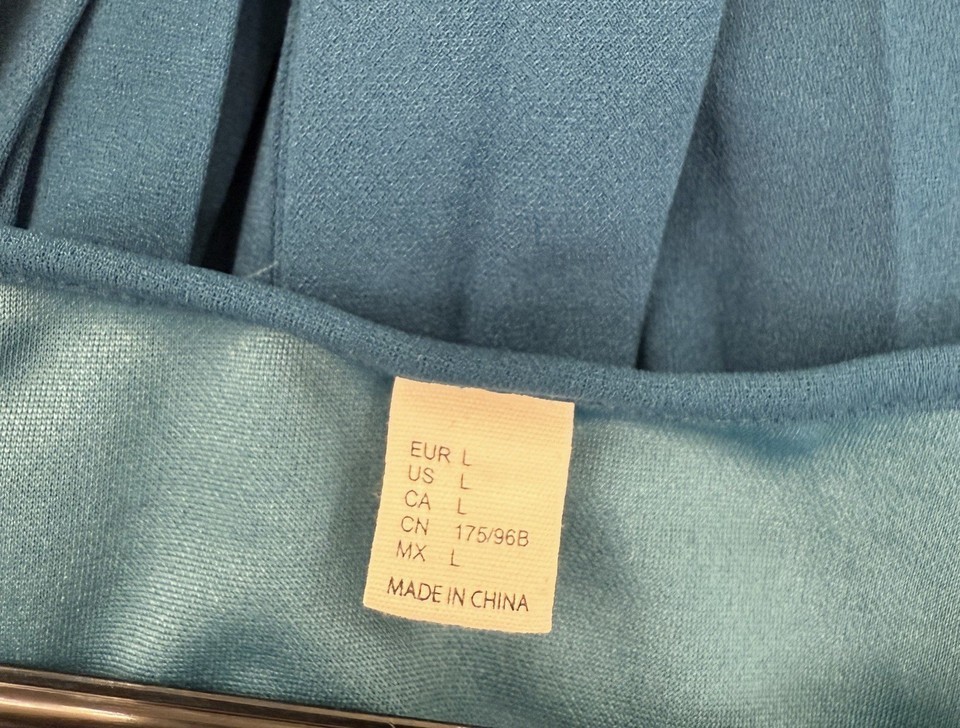 EUR L
US L
CA L
CN 175/96B
MX L
MADE IN CHINA